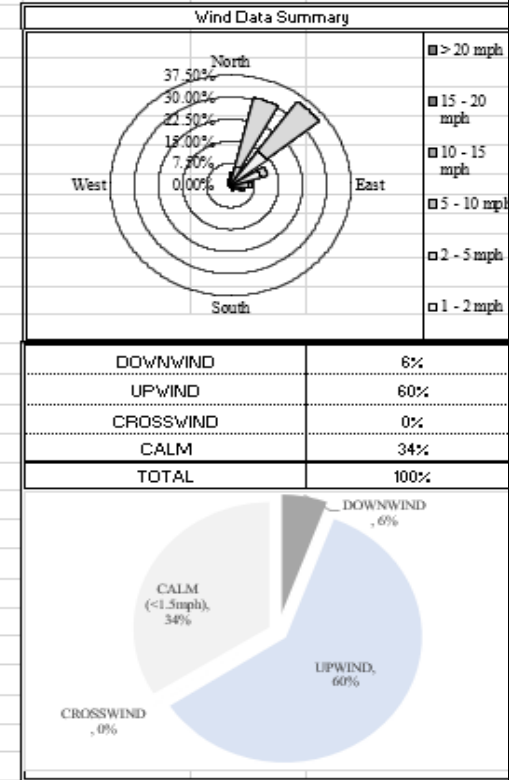 Wind Data Summary
North
37.50%
30.00%
22.50%
15.00%
7.50%
0.00%
West
East
South
> 20 mph
15 - 20
mph
10 - 15
mph
5 - 10 mph
2 - 5 mph
1 - 2 mph
DOWNWIND 6%
UPWIND 60%
CROSSWIND 0%
CALM 34%
TOTAL 100%
DOWNWIND
, 6%
CALM
(<1.5mph),
34%
UPWIND,
60%
CROSSWIND
, 0%